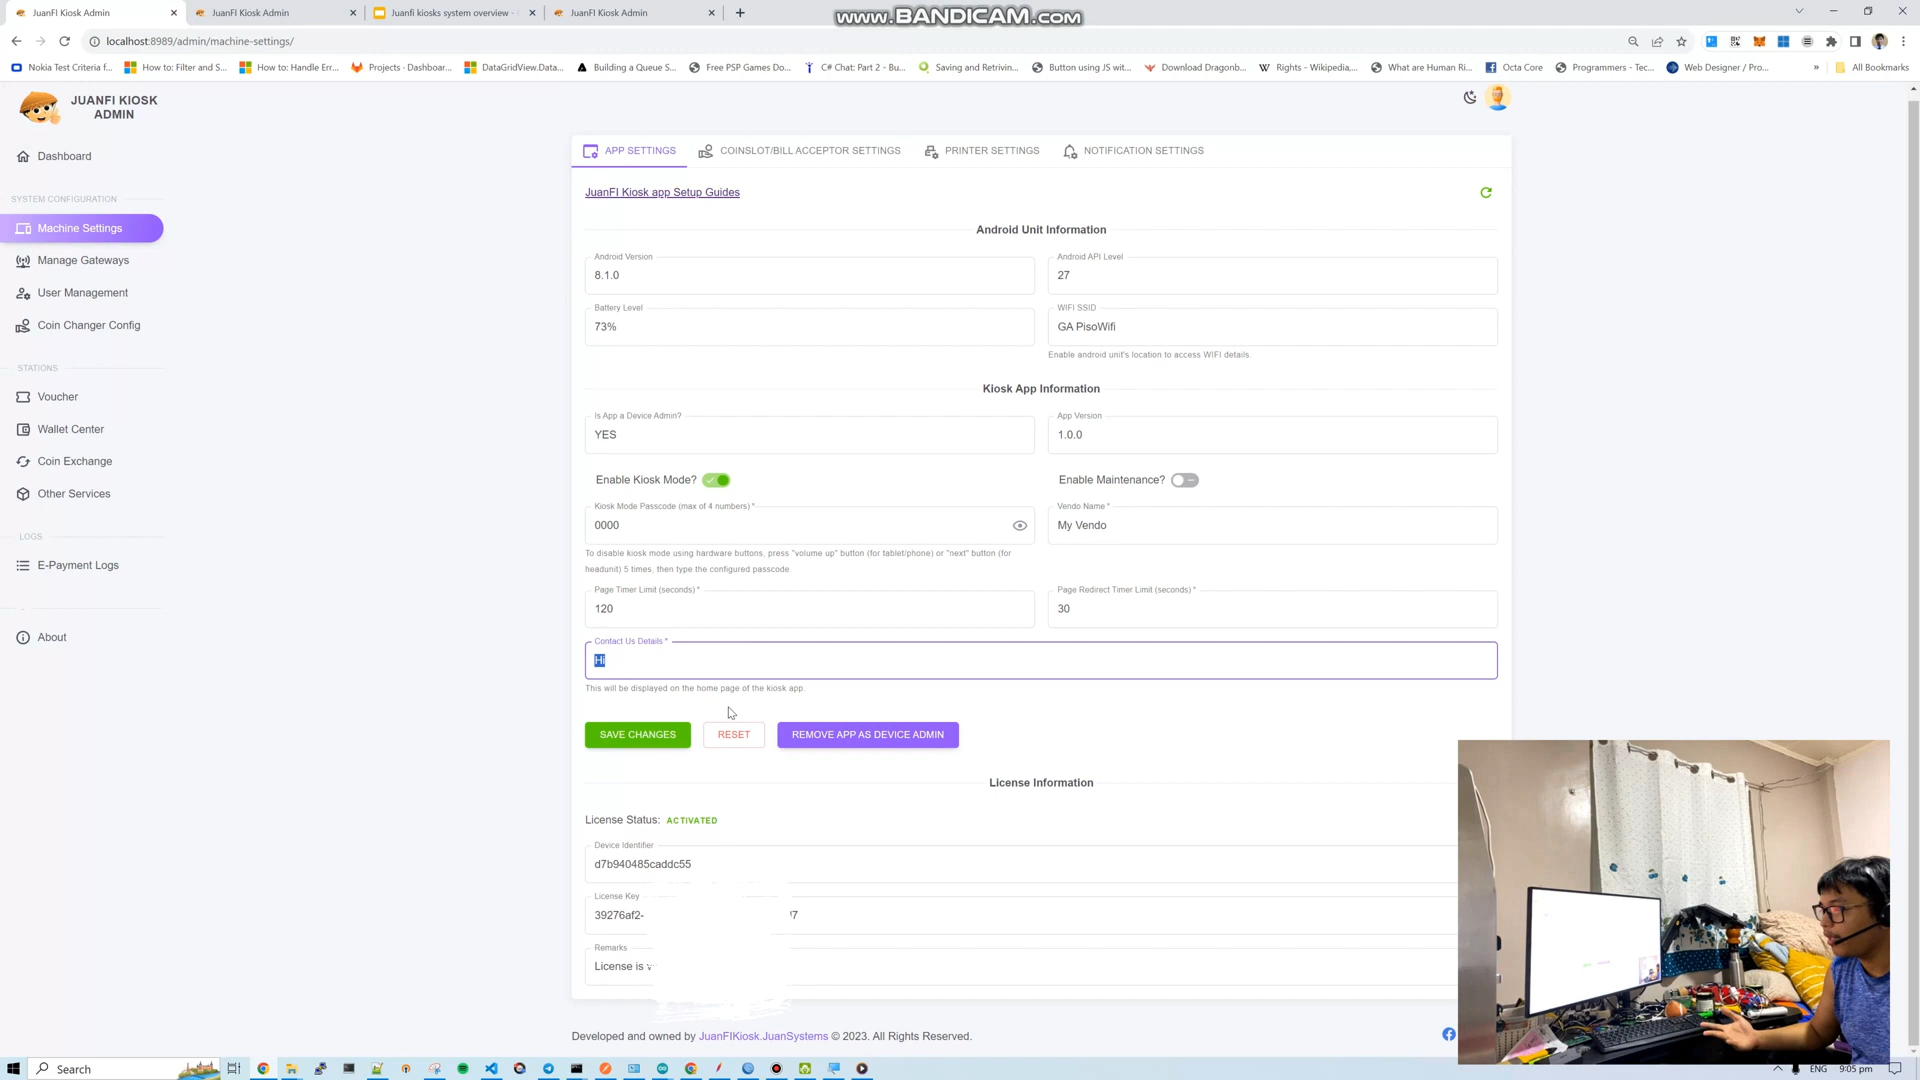 JuanFI Kiosk Admin
JuanFI Kiosk Admin
Juanfi kiosks system overview -
JuanFI Kiosk Admin
WWW.BANDICAM.COM
localhost:8989/admin/machine-settings/
Nokia Test Criteria f...
How to: Filter and S...
How to: Handle Err...
Projects · Dashboar...
DataGridView.Data...
Building a Queue S...
Free PSP Games Do...
C# Chat: Part 2 - Bu...
Saving and Retrivin...
Button using JS wit...
Download Dragonb...
Rights - Wikipedia,...
What are Human Ri...
Octa Core
Programmers - Tec...
Web Designer / Pro...
»
All Bookmarks
JUANFI KIOSK
ADMIN
Dashboard
SYSTEM CONFIGURATION
Machine Settings
Manage Gateways
User Management
Coin Changer Config
STATIONS
Voucher
Wallet Center
Coin Exchange
Other Services
LOGS
E-Payment Logs
About
APP SETTINGS
COINSLOT/BILL ACCEPTOR SETTINGS
PRINTER SETTINGS
NOTIFICATION SETTINGS
JuanFI Kiosk app Setup Guides
Android Unit Information
Android Version
8.1.0
Android API Level
27
Battery Level
73%
WIFI SSID
GA PisoWifi
Enable android unit's location to access WIFI details.
Kiosk App Information
Is App a Device Admin?
YES
App Version
1.0.0
Enable Kiosk Mode?
Enable Maintenance?
Kiosk Mode Passcode (max of 4 numbers) *
0000
Vendo Name *
My Vendo
To disable kiosk mode using hardware buttons, press "volume up" button (for tablet/phone) or "next" button (for
headunit) 5 times, then type the configured passcode.
Page Timer Limit (seconds) *
120
Page Redirect Timer Limit (seconds) *
30
Contact Us Details *
Hi
This will be displayed on the home page of the kiosk app.
SAVE CHANGES
RESET
REMOVE APP AS DEVICE ADMIN
License Information
License Status: ACTIVATED
Device Identifier
d7b940485caddc55
License Key
39276af2-
Remarks
License is
Developed and owned by JuanFIKiosk.JuanSystems © 2023. All Rights Reserved.
Search
ENG
9:05 pm